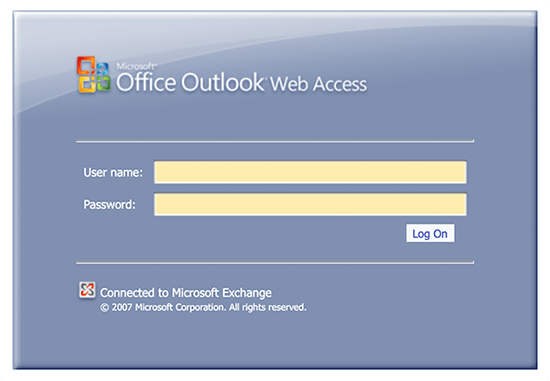 Microsoft®
Office Outlook® Web Access
User name:
Password:
Log On
Connected to Microsoft Exchange
© 2007 Microsoft Corporation. All rights reserved.